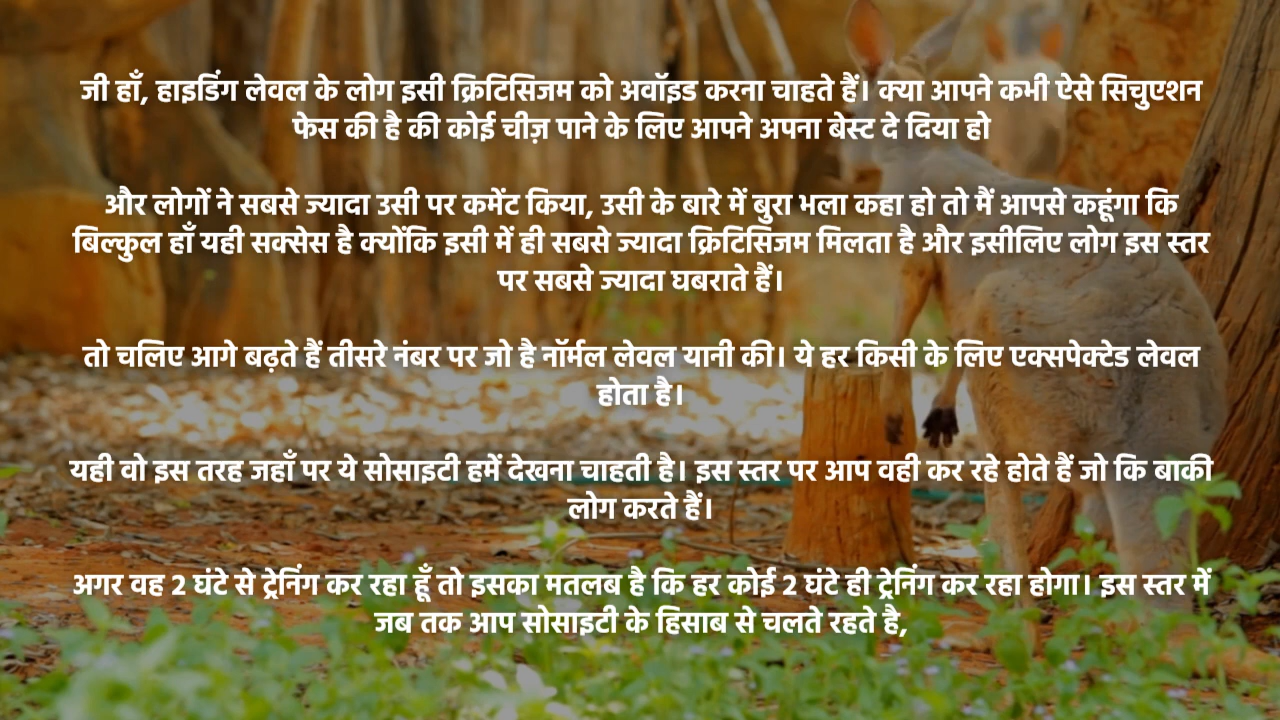 जी हाँ, हाइडिंग लेवल के लोग इसी क्रिटिसिजम को अवॉइड करना चाहते हैं। क्या आपने कभी ऐसे सिचुएशन
फेस की है की कोई चीज़ पाने के लिए आपने अपना बेस्ट दे दिया हो
और लोगों ने सबसे ज्यादा उसी पर कमेंट किया, उसी के बारे में बुरा भला कहा हो तो मैं आपसे कहूंगा कि
बिल्कुल हाँ यही सक्सेस है क्योंकि इसी में ही सबसे ज्यादा क्रिटिसिजम मिलता है और इसीलिए लोग इस स्तर
पर सबसे ज्यादा घबराते हैं।
तो चलिए आगे बढ़ते हैं तीसरे नंबर पर जो है नॉर्मल लेवल यानी की। ये हर किसी के लिए एक्सपेक्टेड लेवल
होता है।
यही वो इस तरह जहाँ पर ये सोसाइटी हमें देखना चाहती है। इस स्तर पर आप वही कर रहे होते हैं जो कि बाकी
लोग करते हैं।
अगर वह 2 घंटे से ट्रेनिंग कर रहा हूँ तो इसका मतलब है कि हर कोई 2 घंटे ही ट्रेनिंग कर रहा होगा। इस स्तर में
जब तक आप सोसाइटी के हिसाब से चलते रहते है,